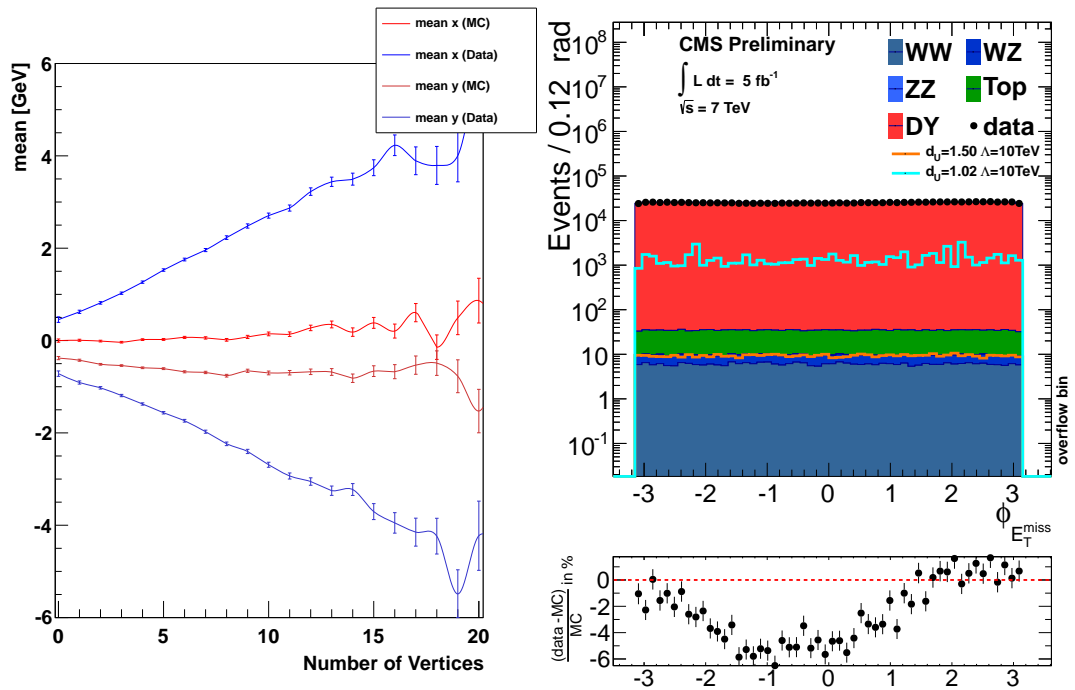 mean x (MC)
mean x (Data)
mean y (MC)
mean y (Data)
mean [GeV]
6
4
2
0
-2
-4
-6
0 5 10 15 20
Number of Vertices
CMS Preliminary
∫ L dt = 5 fb⁻¹
√s = 7 TeV
WW WZ
ZZ Top
DY data
d_U=1.50 Λ=10TeV
d_U=1.02 Λ=10TeV
Events / 0.12 rad
10⁸
10⁷
10⁶
10⁵
10⁴
10³
10²
10
1
10⁻¹
overflow bin
-3 -2 -1 0 1 2 3
ϕ_{E_T^{miss}}
(data -MC)/MC in %
0
-2
-4
-6
-3 -2 -1 0 1 2 3